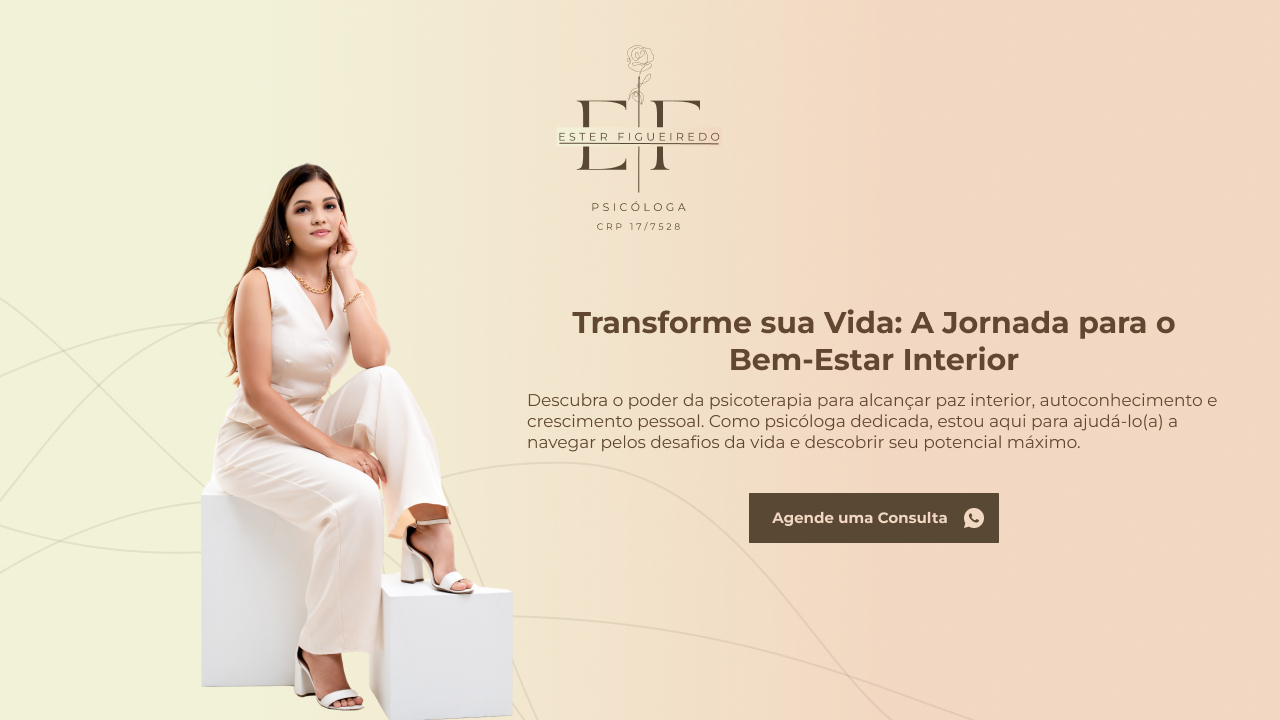 ESTER FIGUEIREDO
EF
PSICÓLOGA
CRP 17/7528
Transforme sua Vida: A Jornada para o
Bem-Estar Interior
Descubra o poder da psicoterapia para alcançar paz interior, autoconhecimento e
crescimento pessoal. Como psicóloga dedicada, estou aqui para ajudá-lo(a) a
navegar pelos desafios da vida e descobrir seu potencial máximo.
Agende uma Consulta